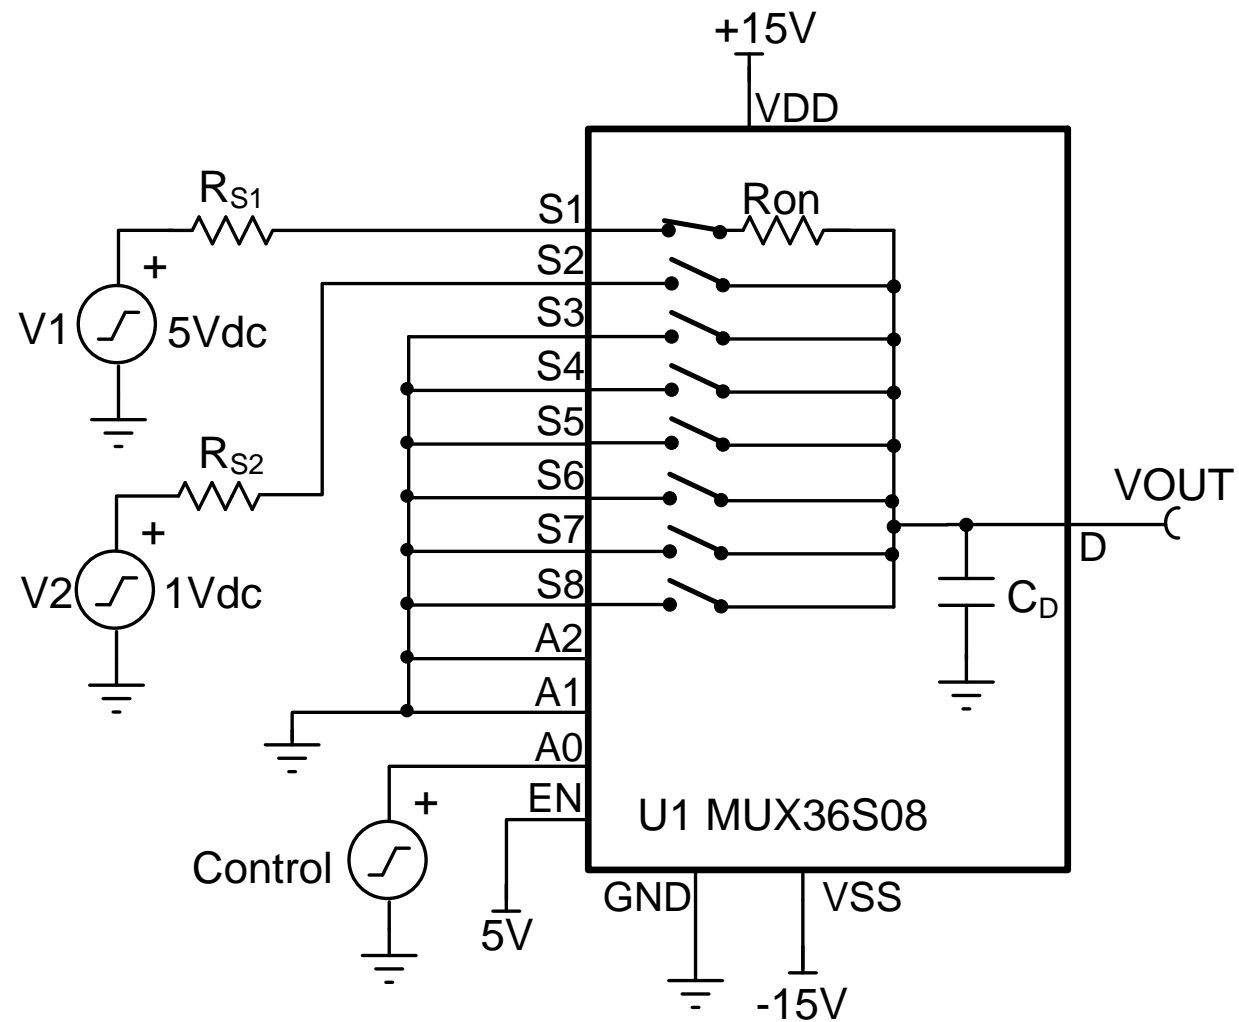 +15V
VDD
RS1
S1
Ron
+
S2
V1
5Vdc
S3
S4
S5
RS2
S6
VOUT
+
S7
D
V2
1Vdc
S8
CD
A2
A1
A0
+
EN
U1 MUX36S08
Control
GND
VSS
5V
-15V